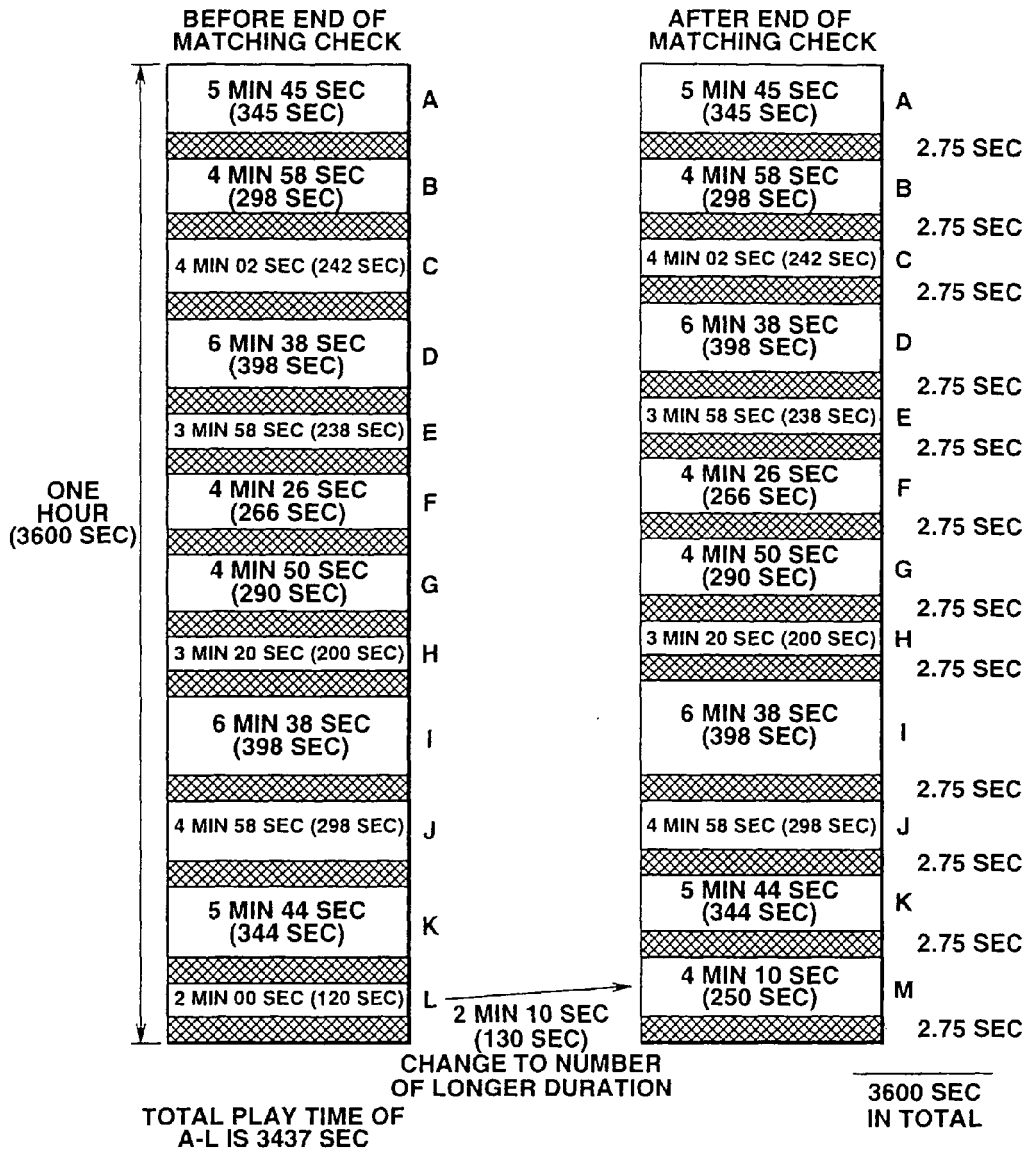 BEFORE END OF
MATCHING CHECK
5 MIN 45 SEC
(345 SEC)
A
4 MIN 58 SEC
(298 SEC)
B
4 MIN 02 SEC (242 SEC)
C
6 MIN 38 SEC
(398 SEC)
D
3 MIN 58 SEC (238 SEC)
E
4 MIN 26 SEC
(266 SEC)
F
4 MIN 50 SEC
(290 SEC)
G
3 MIN 20 SEC (200 SEC)
H
6 MIN 38 SEC
(398 SEC)
I
4 MIN 58 SEC (298 SEC)
J
5 MIN 44 SEC
(344 SEC)
K
2 MIN 00 SEC (120 SEC)
L
ONE
HOUR
(3600 SEC)
TOTAL PLAY TIME OF
A-L IS 3437 SEC
2 MIN 10 SEC
(130 SEC)
CHANGE TO NUMBER
OF LONGER DURATION
AFTER END OF
MATCHING CHECK
5 MIN 45 SEC
(345 SEC)
A
2.75 SEC
4 MIN 58 SEC
(298 SEC)
B
2.75 SEC
4 MIN 02 SEC (242 SEC)
C
2.75 SEC
6 MIN 38 SEC
(398 SEC)
D
2.75 SEC
3 MIN 58 SEC (238 SEC)
E
2.75 SEC
4 MIN 26 SEC
(266 SEC)
F
2.75 SEC
4 MIN 50 SEC
(290 SEC)
G
2.75 SEC
3 MIN 20 SEC (200 SEC)
H
2.75 SEC
6 MIN 38 SEC
(398 SEC)
I
2.75 SEC
4 MIN 58 SEC (298 SEC)
J
2.75 SEC
5 MIN 44 SEC
(344 SEC)
K
2.75 SEC
4 MIN 10 SEC
(250 SEC)
M
2.75 SEC
3600 SEC
IN TOTAL